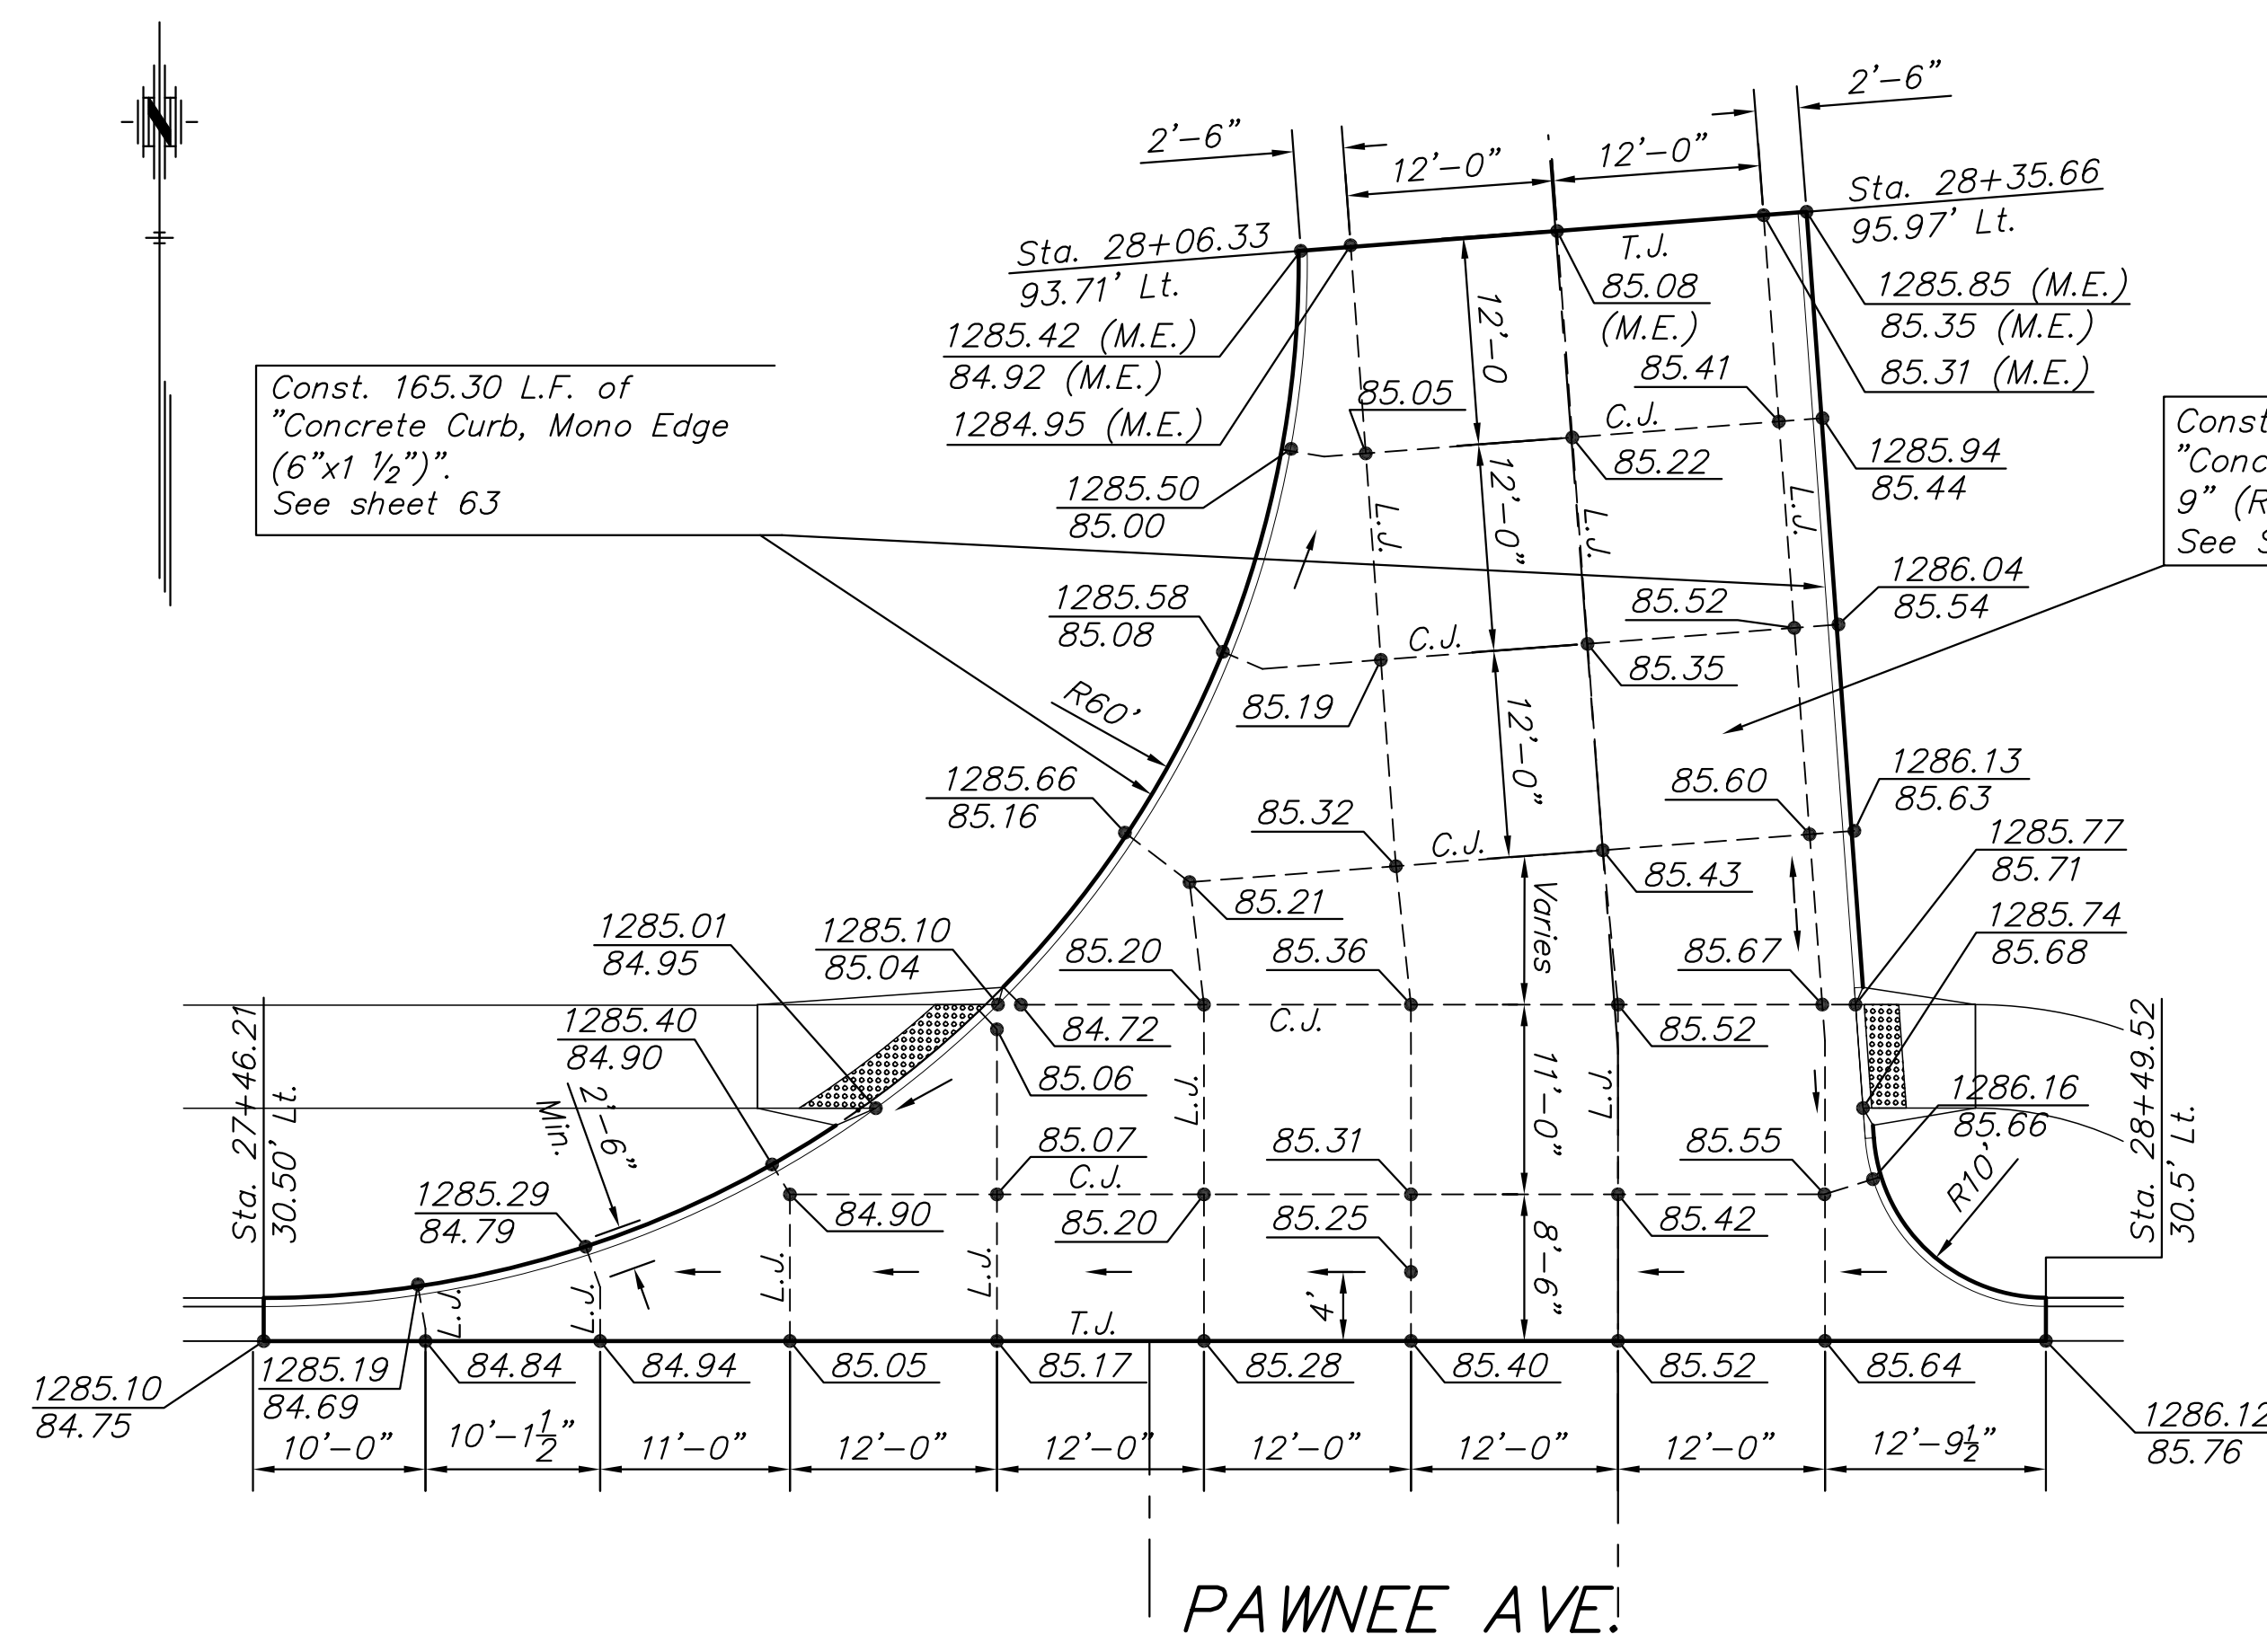 N
2'-6"
12'-0"
12'-0"
2'-6"
Sta. 28+06.33
93.71' Lt.
Sta. 28+35.66
95.97' Lt.
1285.42 (M.E.)
84.92 (M.E.)
1284.95 (M.E.)
T.J.
85.08
(M.E.)
1285.85 (M.E.)
85.35 (M.E.)
85.31 (M.E.)
Const. 165.30 L.F. of
"Concrete Curb, Mono Edge
(6"x1 ½")".
See sheet 63
Const
"Conc
9" (R
See S
12'-0
85.05
85.41
C.J.
85.22
1285.94
85.44
1285.50
85.00
L.J.
12'-0"
L.J.
L.J.
1285.58
85.08
C.J.
85.52
1286.04
85.54
85.19
85.35
R60'
12'-0"
1285.66
85.16
85.32
C.J.
85.60
1286.13
85.63
85.21
85.43
1285.77
85.71
1285.01
84.95
1285.10
85.04
85.20
85.36
Varies
85.67
1285.74
85.68
1285.40
84.90
84.72
C.J.
85.52
85.06
Sta. 27+46.21
30.50' Lt.
2'-6"
Min.
L.J.
11'-0"
L.J.
1286.16
85.66
Sta. 28+49.52
30.5' Lt.
85.07
C.J.
85.31
85.55
R10'
1285.29
84.79
84.90
85.20
85.25
85.42
L.J.
L.J.
L.J.
L.J.
4'
8'-6"
T.J.
1285.10
84.75
1285.19
84.69
84.84
84.94
85.05
85.17
85.28
85.40
85.52
85.64
1286.12
85.76
10'-0"
10'-1½"
11'-0"
12'-0"
12'-0"
12'-0"
12'-0"
12'-0"
12'-9½"
PAWNEE AVE.